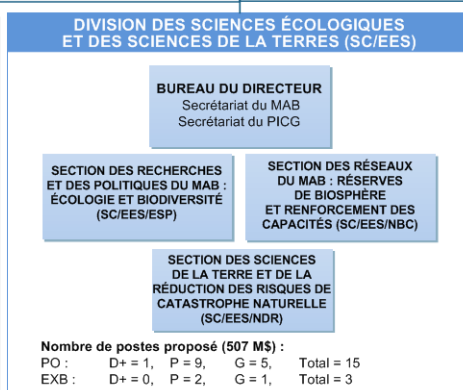 DIVISION DES SCIENCES ÉCOLOGIQUES
ET DES SCIENCES DE LA TERRES (SC/EES)
BUREAU DU DIRECTEUR
Secrétariat du MAB
Secrétariat du PICG
SECTION DES RECHERCHES
ET DES POLITIQUES DU MAB :
ÉCOLOGIE ET BIODIVERSITÉ
(SC/EES/ESP)
SECTION DES RÉSEAUX
DU MAB : RÉSERVES
DE BIOSPHÈRE
ET RENFORCEMENT DES
CAPACITÉS (SC/EES/NBC)
SECTION DES SCIENCES
DE LA TERRE ET DE LA
RÉDUCTION DES RISQUES DE
CATASTROPHE NATURELLE
(SC/EES/NDR)
Nombre de postes proposé (507 M$) :
PO : D+ = 1, P = 9, G = 5, Total = 15
EXB : D+ = 0, P = 2, G = 1, Total = 3